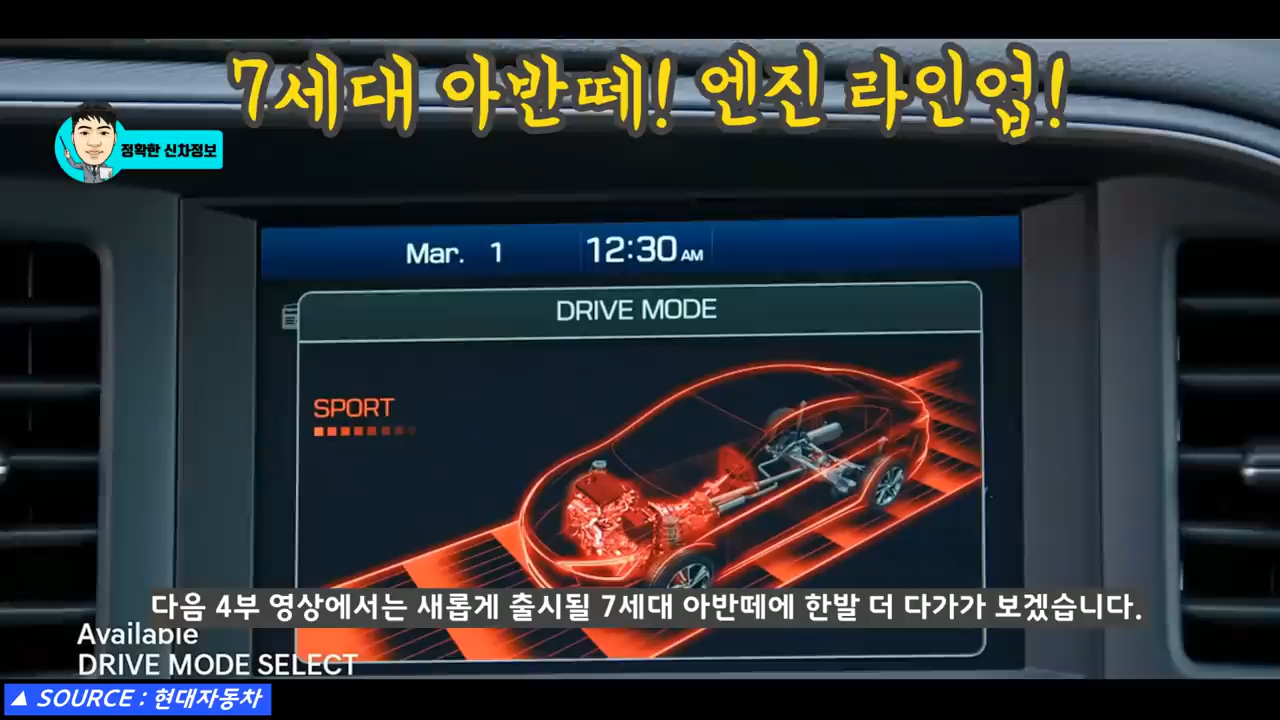 7세대 아반떼! 엔진 라인업!
정확한 신차정보
Mar. 1 12:30 AM
DRIVE MODE
SPORT
다음 4부 영상에서는 새롭게 출시될 7세대 아반떼에 한발 더 다가가 보겠습니다.
Available
DRIVE MODE SELECT
▲ SOURCE : 현대자동차